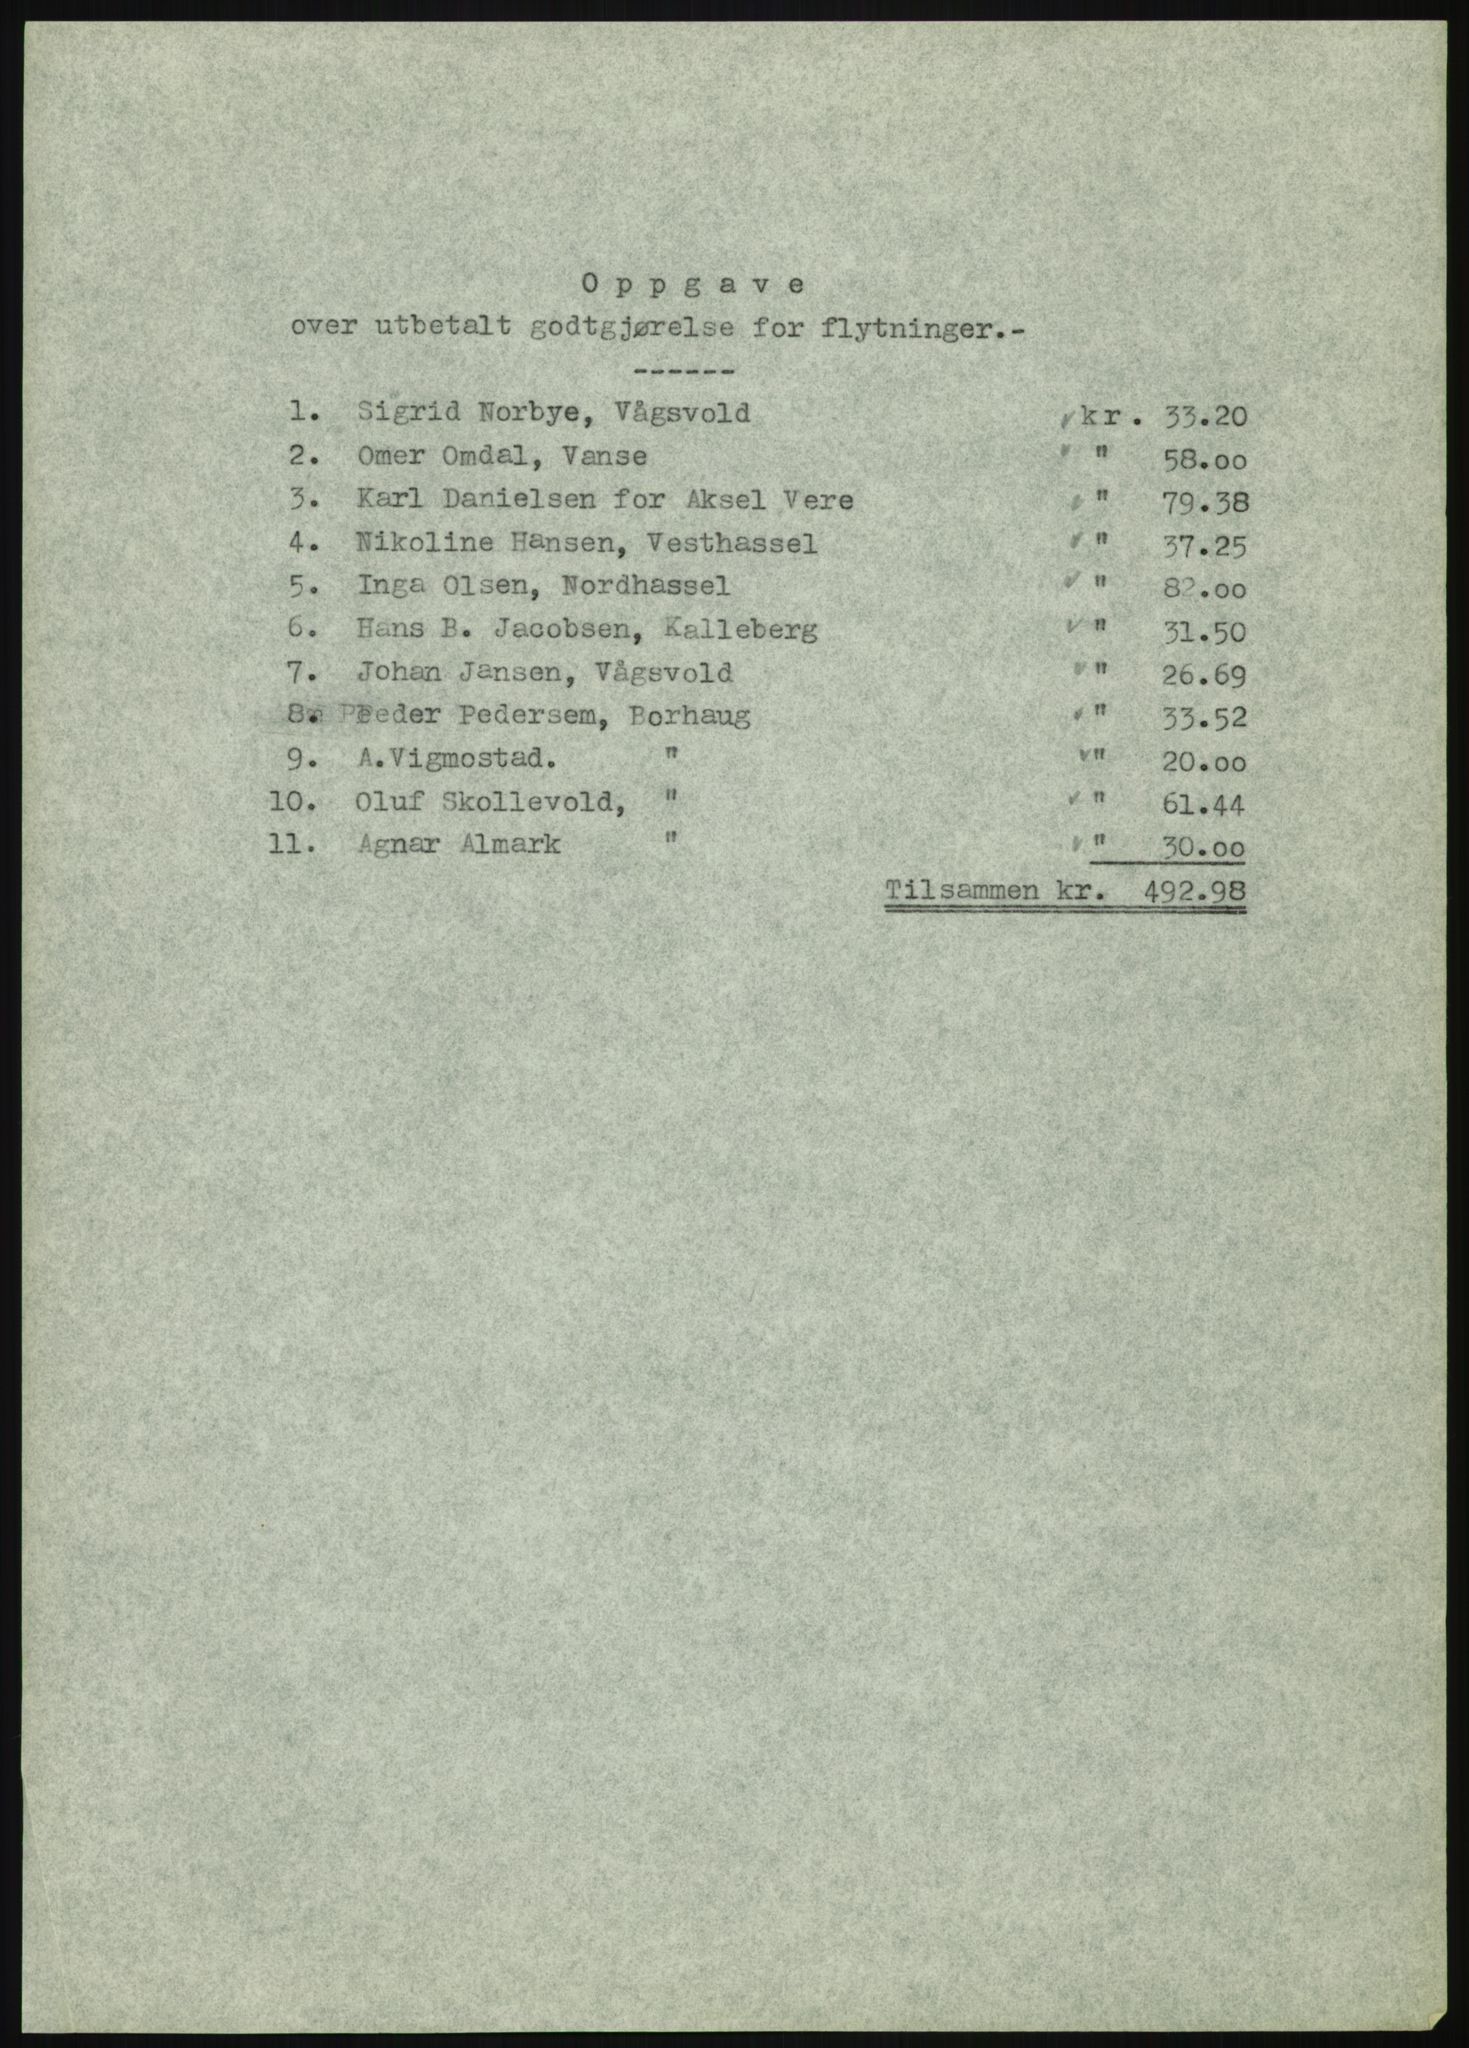 O p p g a v e
over utbetalt godtgjørelse for flytninger.-
------
1. Sigrid Norbye, Vågsvold kr. 33.20
2. Omer Omdal, Vanse " 58.00
3. Karl Danielsen for Aksel Vere " 79.38
4. Nikoline Hansen, Vesthassel " 37.25
5. Inga Olsen, Nordhassel " 82.00
6. Hans B. Jacobsen, Kalleberg " 31.50
7. Johan Jansen, Vågsvold " 26.69
8. Peder Pedersem, Borhaug " 33.52
9. A.Vigmostad. " " 20.00
10. Oluf Skollevold, " " 61.44
11. Agnar Almark " " 30.00
Tilsammen kr. 492.98